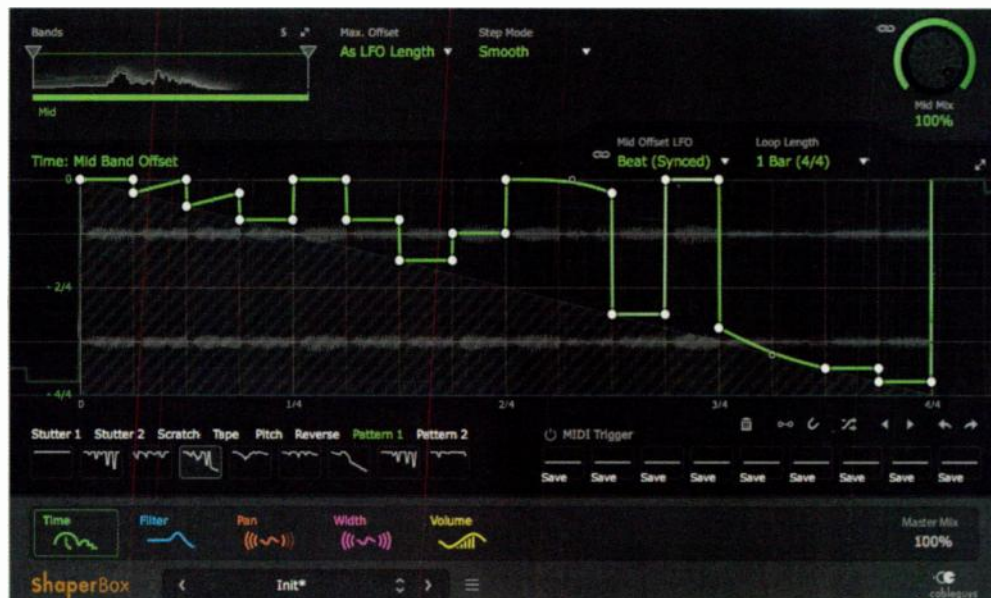 Bands
S
Max. Offset
Step Mode
As LFO Length
Smooth
Mid
Mid Mix
100%
Time: Mid Band Offset
Mid Offset LFO
Loop Length
Beat (Synced)
1 Bar (4/4)
0
- 2/4
-4/4
0
1/4
2/4
3/4
4/4
Stutter 1 Stutter 2 Scratch Tape Pitch Reverse Pattern 1 Pattern 2
MIDI Trigger
Save Save Save Save Save Save Save Save Save
Time
Filter
Pan
Width
Volume
Master Mix
100%
ShaperBox
< Init* >
cableguys